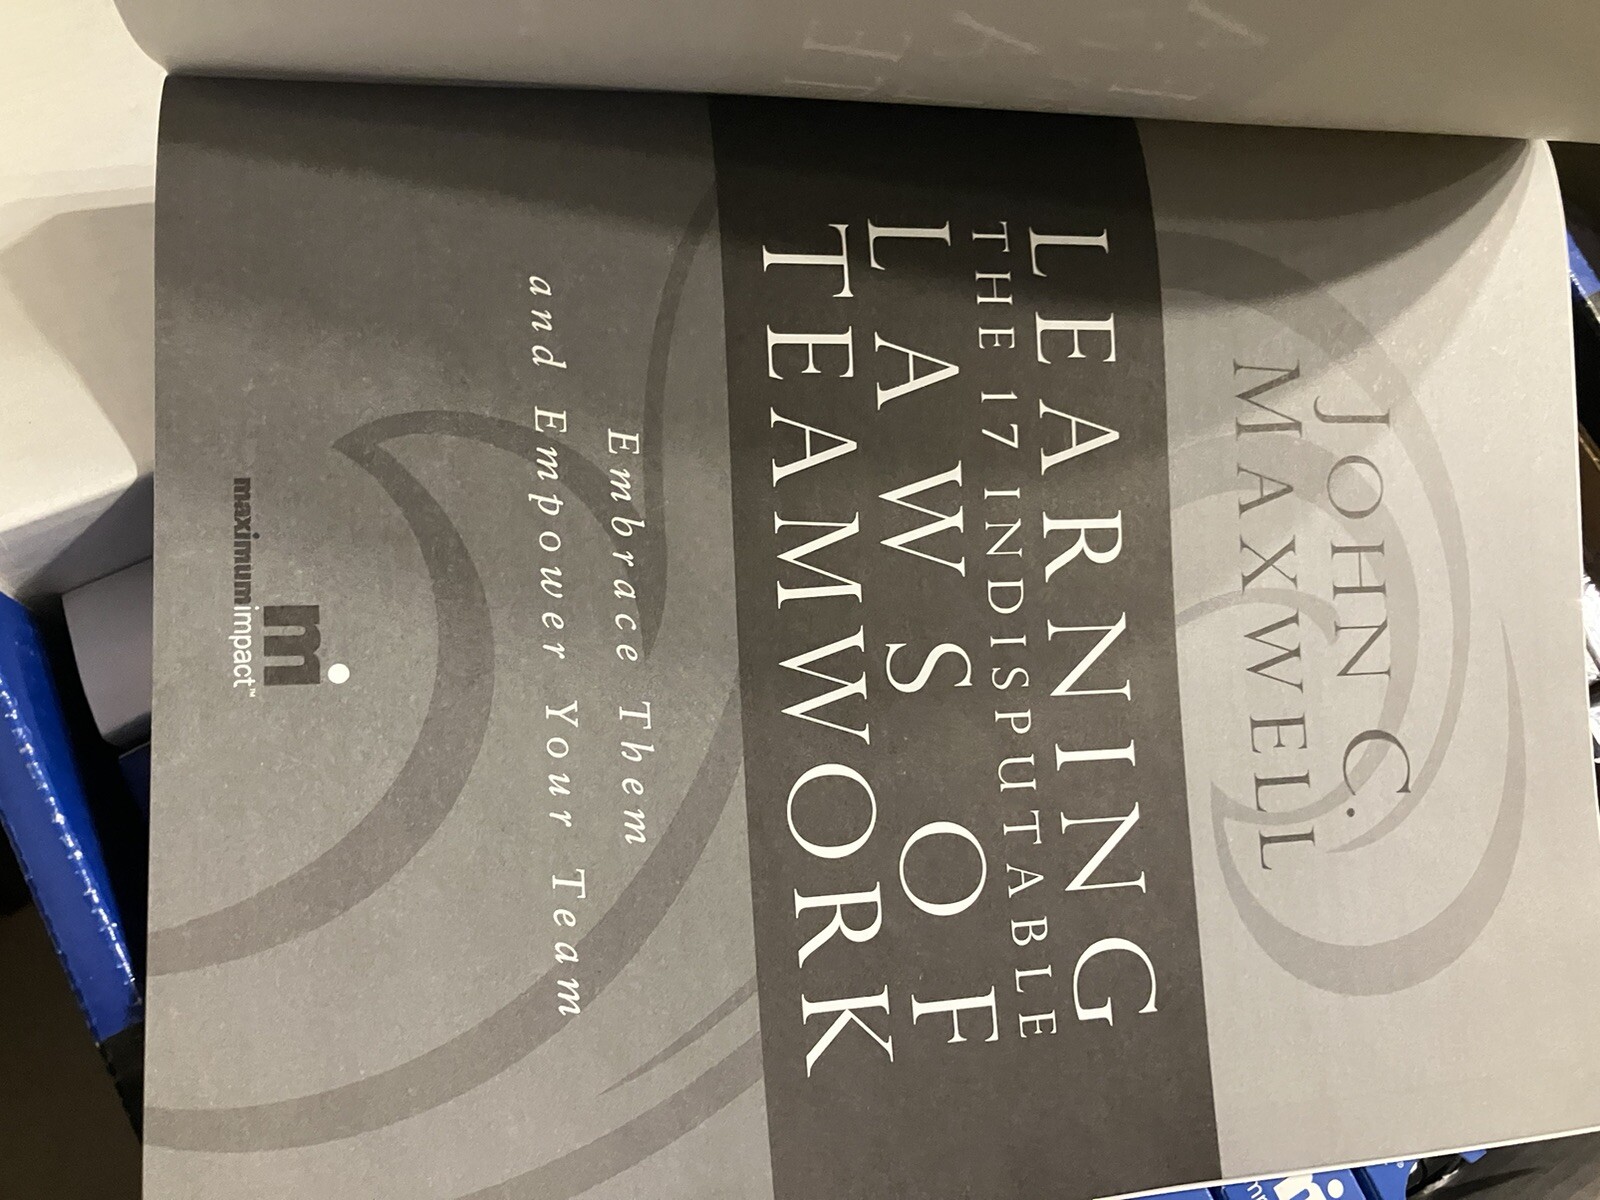 JOHN C.
MAXWELL
LEARNING
THE 17 INDISPUTABLE
LAWS OF
TEAMWORK
Embrace Them
and Empower Your Team
mi
maximumimpact™